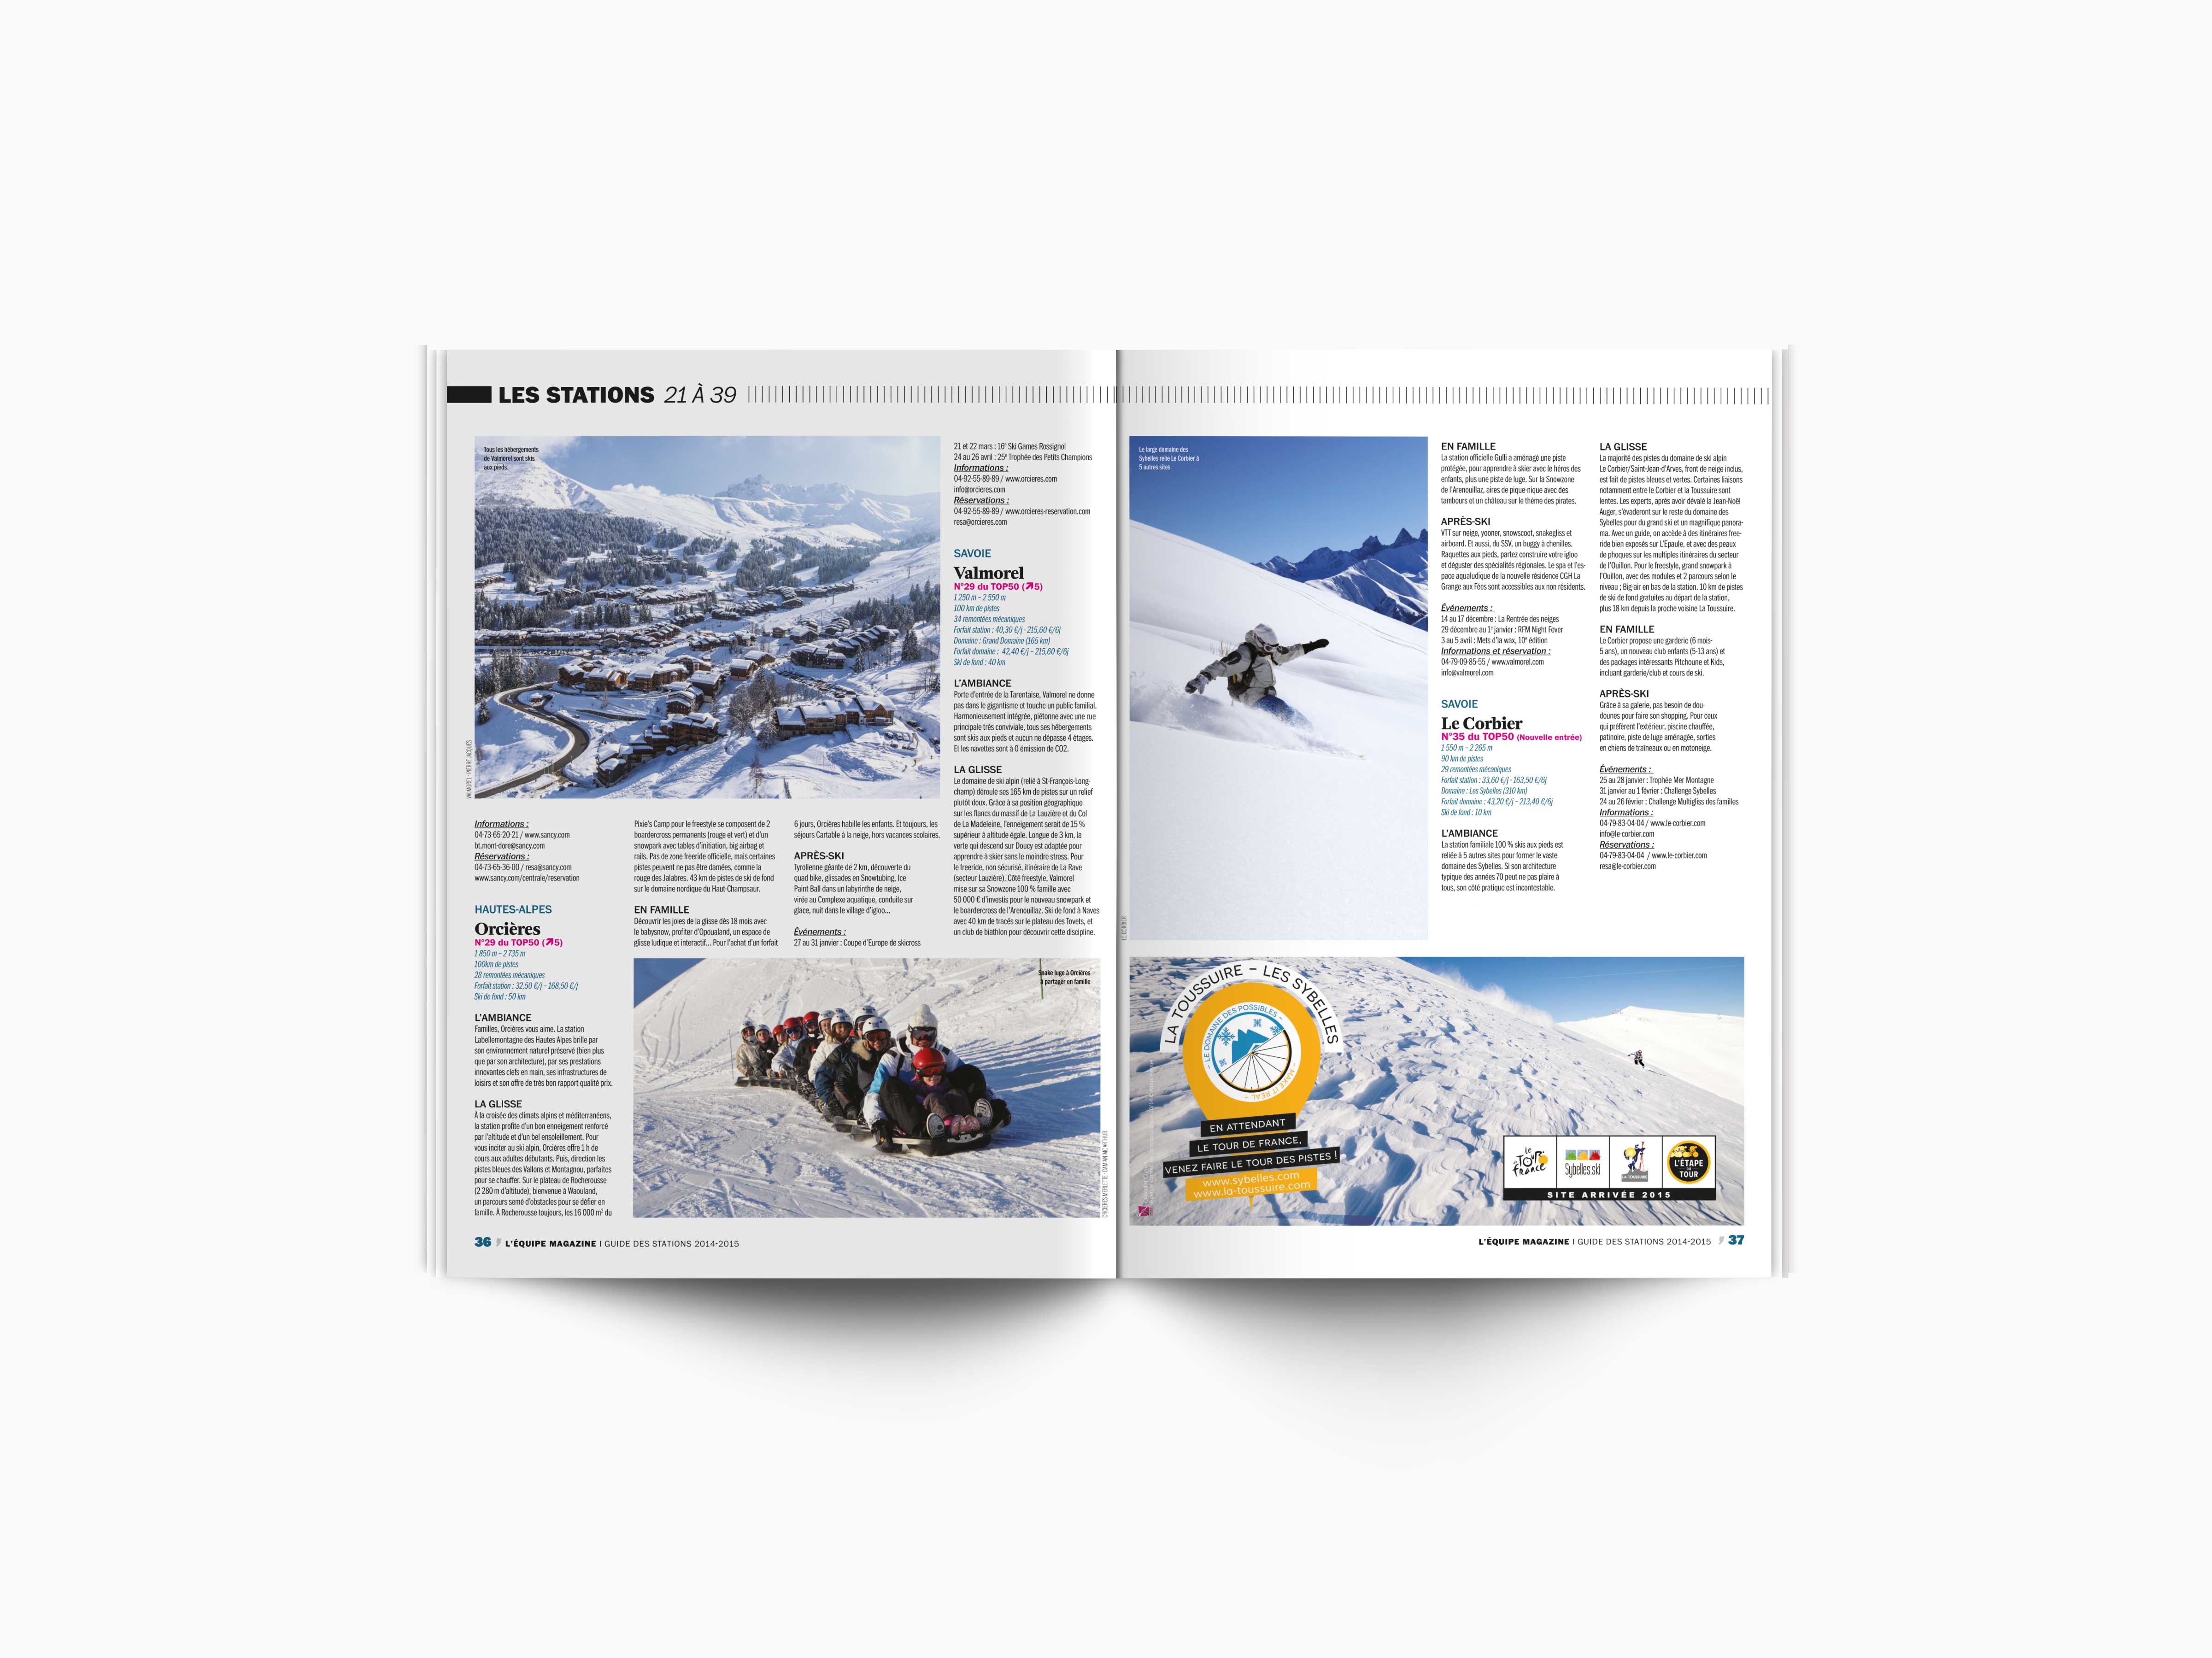 LES STATIONS 21 À 39
Tous les hébergements
de Valmorel sont skis
aux pieds.
VALMOREL - PIERRE JACQUES
Informations :
04-73-65-20-21 / www.sancy.com
bt.mont-dore@sancy.com
Réservations :
04-73-65-36-00 / resa@sancy.com
www.sancy.com/centrale/reservation
HAUTES-ALPES
Orcières
N°29 du TOP50 (↗5)
1 850 m – 2 735 m
100km de pistes
28 remontées mécaniques
Forfait station : 32,50 €/j – 168,50 €/j
Ski de fond : 50 km
L'AMBIANCE
Familles, Orcières vous aime. La station
Labellemontagne des Hautes Alpes brille par
son environnement naturel préservé (bien plus
que par son architecture), par ses prestations
innovantes clefs en main, ses infrastructures de
loisirs et son offre de très bon rapport qualité prix.
LA GLISSE
À la croisée des climats alpins et méditerranéens,
la station profite d'un bon enneigement renforcé
par l'altitude et d'un bel ensoleillement. Pour
vous inciter au ski alpin, Orcières offre 1 h de
cours aux adultes débutants. Puis, direction les
pistes bleues des Vallons et Montagnou, parfaites
pour se chauffer. Sur le plateau de Rocherousse
(2 280 m d'altitude), bienvenue à Waouland,
un parcours semé d'obstacles pour se défier en
famille. À Rocherousse toujours, les 16 000 m² du
Pixie's Camp pour le freestyle se composent de 2
boardercross permanents (rouge et vert) et d'un
snowpark avec tables d'initiation, big airbag et
rails. Pas de zone freeride officielle, mais certaines
pistes peuvent ne pas être damées, comme la
rouge des Jalabres. 43 km de pistes de ski de fond
sur le domaine nordique du Haut-Champsaur.
EN FAMILLE
Découvrir les joies de la glisse dès 18 mois avec
le babysnow, profiter d'Opoualand, un espace de
glisse ludique et interactif... Pour l'achat d'un forfait
6 jours, Orcières habille les enfants. Et toujours, les
séjours Cartable à la neige, hors vacances scolaires.
APRÈS-SKI
Tyrolienne géante de 2 km, découverte du
quad bike, glissades en Snowtubing, Ice
Paint Ball dans un labyrinthe de neige,
virée au Complexe aquatique, conduite sur
glace, nuit dans le village d'igloo...
Événements :
27 au 31 janvier : Coupe d'Europe de skicross
21 et 22 mars : 16e Ski Games Rossignol
24 au 26 avril : 25e Trophée des Petits Champions
Informations :
04-92-55-89-89 / www.orcieres.com
info@orcieres.com
Réservations :
04-92-55-89-89 / www.orcieres-reservation.com
resa@orcieres.com
SAVOIE
Valmorel
N°29 du TOP50 (↗5)
1 250 m – 2 550 m
100 km de pistes
34 remontées mécaniques
Forfait station : 40,30 €/j - 215,60 €/6j
Domaine : Grand Domaine (165 km)
Forfait domaine : 42,40 €/j – 215,60 €/6j
Ski de fond : 40 km
L'AMBIANCE
Porte d'entrée de la Tarentaise, Valmorel ne donne
pas dans le gigantisme et touche un public familial.
Harmonieusement intégrée, piétonne avec une rue
principale très conviviale, tous ses hébergements
sont skis aux pieds et aucun ne dépasse 4 étages.
Et les navettes sont à 0 émission de CO2.
LA GLISSE
Le domaine de ski alpin (relié à St-François-Long-
champ) déroule ses 165 km de pistes sur un relief
plutôt doux. Grâce à sa position géographique
sur les flancs du massif de La Lauzière et du Col
de La Madeleine, l'enneigement serait de 15 %
supérieur à altitude égale. Longue de 3 km, la
verte qui descend sur Doucy est adaptée pour
apprendre à skier sans le moindre stress. Pour
le freeride, non sécurisé, itinéraire de La Rave
(secteur Lauzière). Côté freestyle, Valmorel
mise sur sa Snowzone 100 % famille avec
50 000 € d'investis pour le nouveau snowpark et
le boardercross de l'Arenouillaz. Ski de fond à Naves
avec 40 km de tracés sur le plateau des Tovets, et
un club de biathlon pour découvrir cette discipline.
Snake luge à Orcières
à partager en famille
ORCIERES MERLETTE - DAMIAN MC ARTHUR
36 L'ÉQUIPE MAGAZINE I GUIDE DES STATIONS 2014-2015
Le large domaine des
Sybelles relie Le Corbier à
5 autres sites
LE CORBIER
EN FAMILLE
La station officielle Gulli a aménagé une piste
protégée, pour apprendre à skier avec le héros des
enfants, plus une piste de luge. Sur la Snowzone
de l'Arenouillaz, aires de pique-nique avec des
tambours et un château sur le thème des pirates.
APRÈS-SKI
VTT sur neige, yooner, snowscoot, snakegliss et
airboard. Et aussi, du SSV, un buggy à chenilles.
Raquettes aux pieds, partez construire votre igloo
et déguster des spécialités régionales. Le spa et l'es-
pace aqualudique de la nouvelle résidence CGH La
Grange aux Fées sont accessibles aux non résidents.
Événements :
14 au 17 décembre : La Rentrée des neiges
29 décembre au 1e janvier : RFM Night Fever
3 au 5 avril : Mets d'la wax, 10e édition
Informations et réservation :
04-79-09-85-55 / www.valmorel.com
info@valmorel.com
SAVOIE
Le Corbier
N°35 du TOP50 (Nouvelle entrée)
1 550 m – 2 265 m
90 km de pistes
29 remontées mécaniques
Forfait station : 33,60 €/j - 163,50 €/6j
Domaine : Les Sybelles (310 km)
Forfait domaine : 43,20 €/j – 213,40 €/6j
Ski de fond : 10 km
L'AMBIANCE
La station familiale 100 % skis aux pieds est
reliée à 5 autres sites pour former le vaste
domaine des Sybelles. Si son architecture
typique des années 70 peut ne pas plaire à
tous, son côté pratique est incontestable.
LA GLISSE
La majorité des pistes du domaine de ski alpin
Le Corbier/Saint-Jean-d'Arves, front de neige inclus,
est fait de pistes bleues et vertes. Certaines liaisons
notamment entre le Corbier et la Toussuire sont
lentes. Les experts, après avoir dévalé la Jean-Noël
Auger, s'évaderont sur le reste du domaine des
Sybelles pour du grand ski et un magnifique panora-
ma. Avec un guide, on accède à des itinéraires free-
ride bien exposés sur L'Epaule, et avec des peaux
de phoques sur les multiples itinéraires du secteur
de l'Ouillon. Pour le freestyle, grand snowpark à
l'Ouillon, avec des modules et 2 parcours selon le
niveau ; Big-air en bas de la station. 10 km de pistes
de ski de fond gratuites au départ de la station,
plus 18 km depuis la proche voisine La Toussuire.
EN FAMILLE
Le Corbier propose une garderie (6 mois-
5 ans), un nouveau club enfants (5-13 ans) et
des packages intéressants Pitchoune et Kids,
incluant garderie/club et cours de ski.
APRÈS-SKI
Grâce à sa galerie, pas besoin de dou-
dounes pour faire son shopping. Pour ceux
qui préfèrent l'extérieur, piscine chauffée,
patinoire, piste de luge aménagée, sorties
en chiens de traîneaux ou en motoneige.
Événements :
25 au 28 janvier : Trophée Mer Montagne
31 janvier au 1 février : Challenge Sybelles
24 au 26 février : Challenge Multigliss des familles
Informations :
04-79-83-04-04 / www.le-corbier.com
info@le-corbier.com
Réservations :
04-79-83-04-04 / www.le-corbier.com
resa@le-corbier.com
LA TOUSSUIRE – LES SYBELLES
– LE DOMAINE DES POSSIBLES –
MAKE IT REAL –
EN ATTENDANT
LE TOUR DE FRANCE,
VENEZ FAIRE LE TOUR DES PISTES !
www.sybelles.com
www.la-toussuire.com
LE TOUR DE FRANCE
Sybelles.ski
LA TOUSSUIRE
L'ÉTAPE DU TOUR
SITE ARRIVÉE 2015
L'ÉQUIPE MAGAZINE I GUIDE DES STATIONS 2014-2015 37